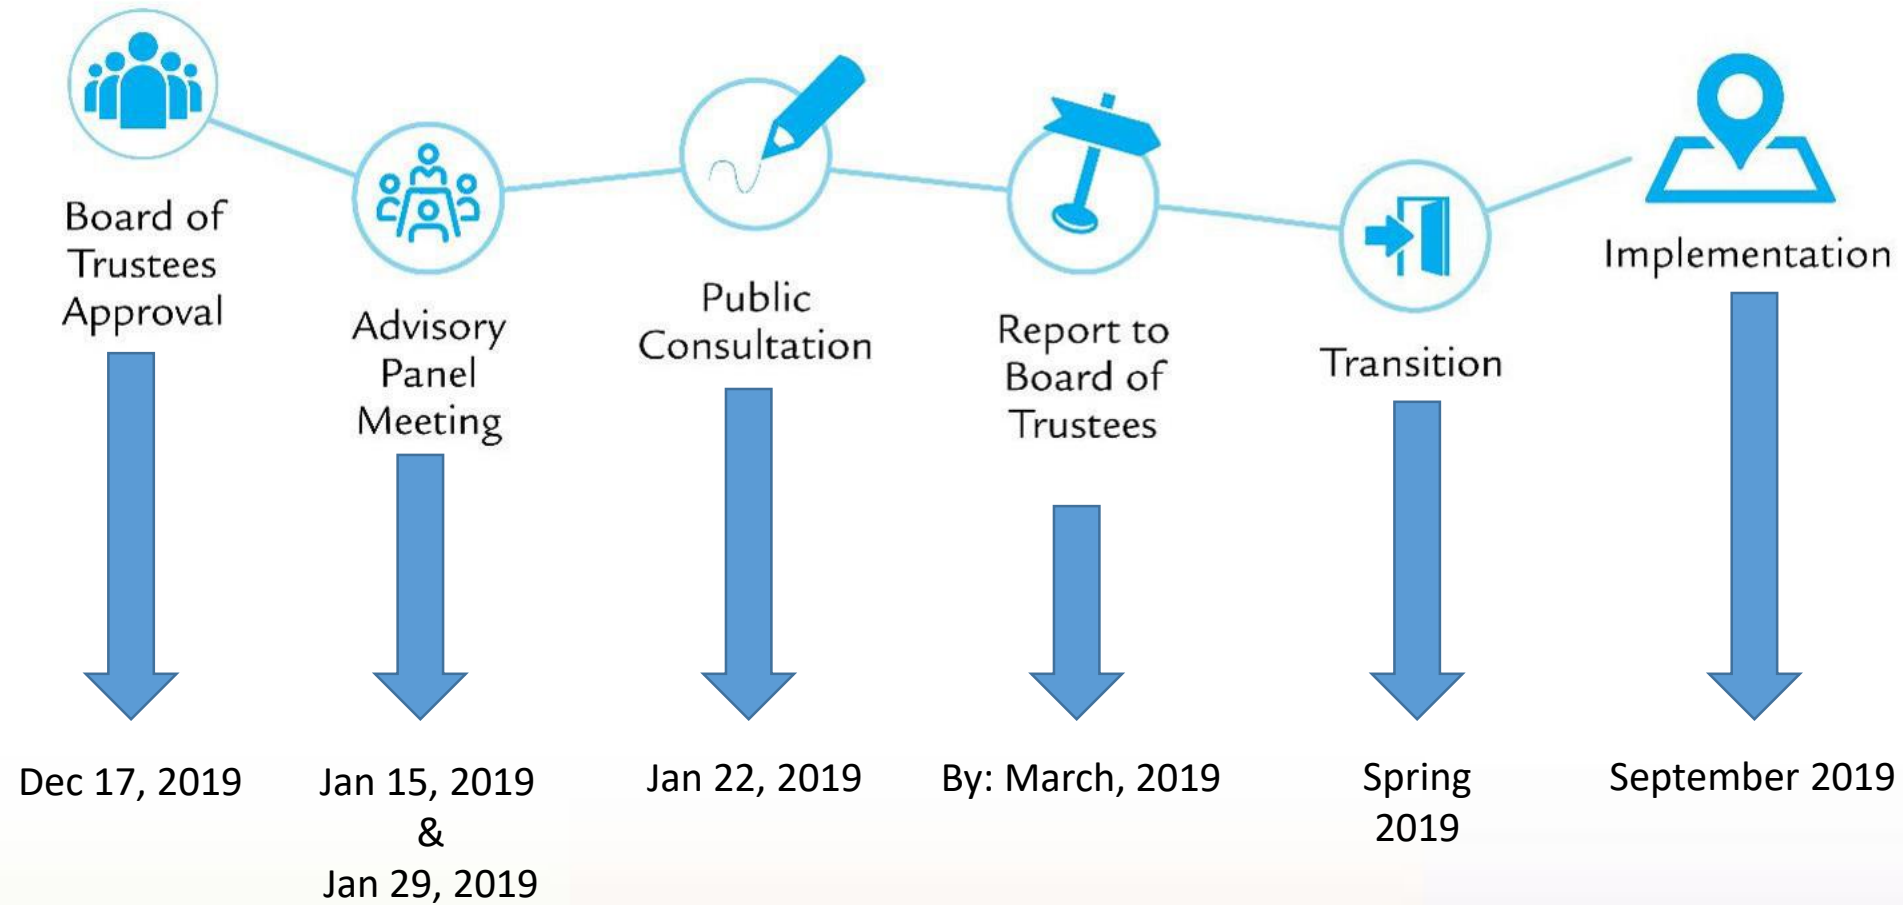 Board of
Trustees
Approval
Advisory
Panel
Meeting
Public
Consultation
Report to
Board of
Trustees
Transition
Implementation
Dec 17, 2019
Jan 15, 2019
&
Jan 29, 2019
Jan 22, 2019
By: March, 2019
Spring
2019
September 2019